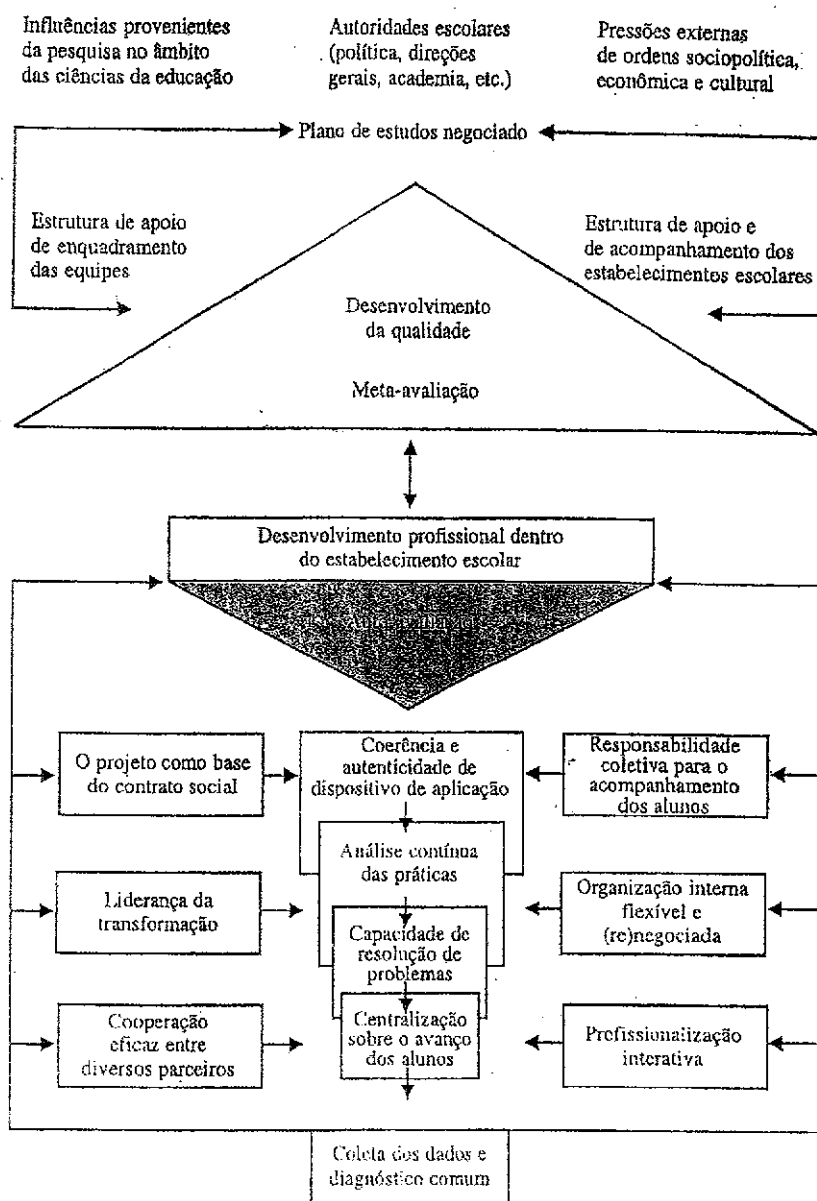 Influências provenientes
da pesquisa no âmbito
das ciências da educação
Autoridades escolares
(política, direções
gerais, academia, etc.)
Pressões externas
de ordens sociopolítica,
econômica e cultural
Plano de estudos negociado
Estrutura de apoio
de enquadramento
das equipes
Estrutura de apoio e
de acompanhamento dos
estabelecimentos escolares
Desenvolvimento
da qualidade
Meta-avaliação
Desenvolvimento profissional dentro
do estabelecimento escolar
O projeto como base
do contrato social
Coerência e
autenticidade de
dispositivo de aplicação
Responsabilidade
coletiva para o
acompanhamento
dos alunos
Análise contínua
das práticas
Liderança da
transformação
Organização interna
flexível e
(re)negociada
Capacidade de
resolução de
problemas
Cooperação
eficaz entre
diversos parceiros
Centralização
sobre o avanço
dos alunos
Profissionalização
interativa
Coleta dos dados e
diagnóstico comum